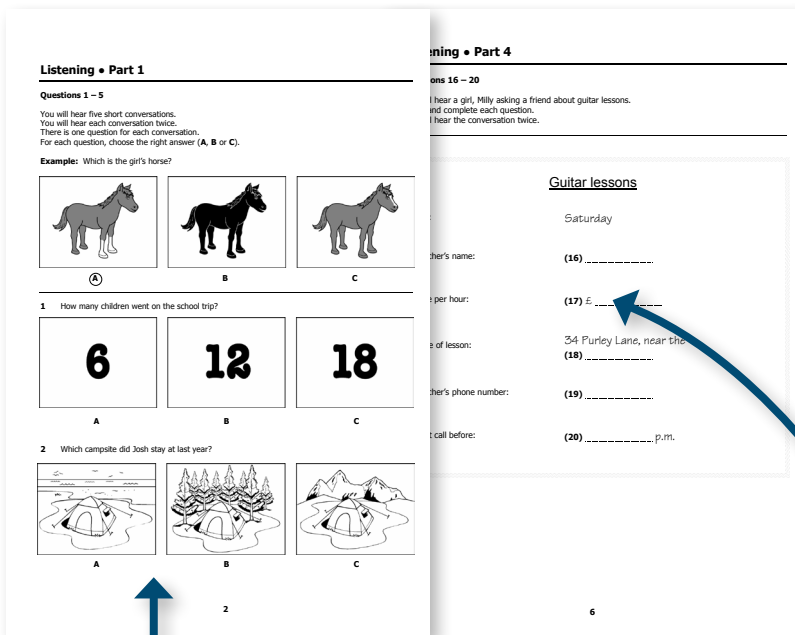 Listening ● Part 1
Questions 1 – 5
You will hear five short conversations.
You will hear each conversation twice.
There is one question for each conversation.
For each question, choose the right answer (A, B or C).
Example: Which is the girl's horse?
A B C
1 How many children went on the school trip?
6 12 18
A B C
2 Which campsite did Josh stay at last year?
A B C
2
● Part 4
16 – 20
hear a girl, Milly asking a friend about guitar lessons.
and complete each question.
hear the conversation twice.
Guitar lessons
Saturday
name:
(16)
per hour:
(17) £
of lesson:
34 Purley Lane, near the
(18)
phone number:
(19)
call before:
(20) p.m.
6